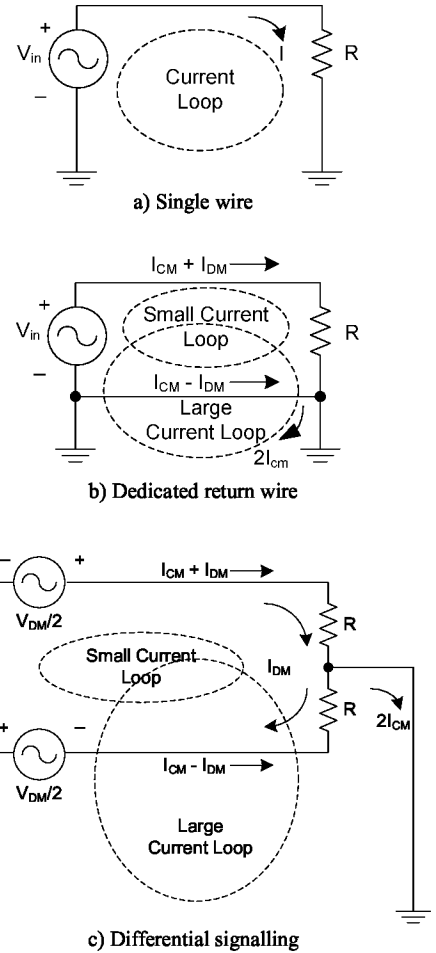 +
Vin
−
I
R
Current
Loop
a) Single wire
ICM + IDM
+
Vin
−
Small Current
Loop
R
ICM - IDM
Large
Current Loop
2Icm
b) Dedicated return wire
− +
ICM + IDM
VDM/2
R
Small Current
Loop
IDM
R
2ICM
+ −
ICM - IDM
VDM/2
Large
Current Loop
c) Differential signalling